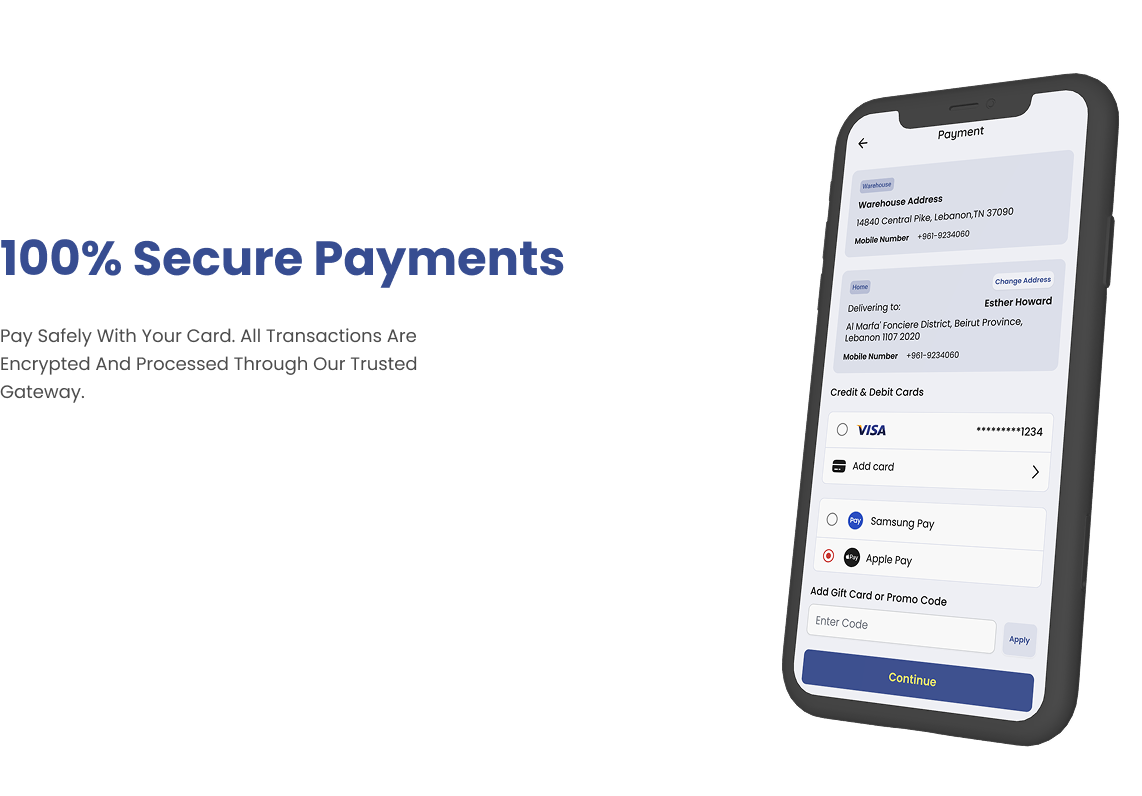 100% Secure Payments
Pay Safely With Your Card. All Transactions Are
Encrypted And Processed Through Our Trusted
Gateway.
Payment
Warehouse
Warehouse Address
14840 Central Pike, Lebanon,TN 37090
Mobile Number +961-9234060
Home
Change Address
Delivering to:
Esther Howard
Al Marfa' Fonciere District, Beirut Province,
Lebanon 1107 2020
Mobile Number +961-9234060
Credit & Debit Cards
VISA *********1234
Add card
Pay Samsung Pay
Pay Apple Pay
Add Gift Card or Promo Code
Enter Code
Apply
Continue